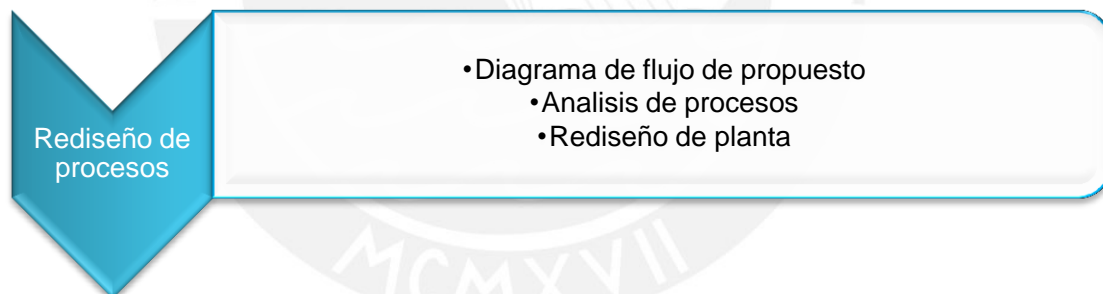 Rediseño de
procesos
•Diagrama de flujo de propuesto
•Analisis de procesos
•Rediseño de planta
MCMXVII